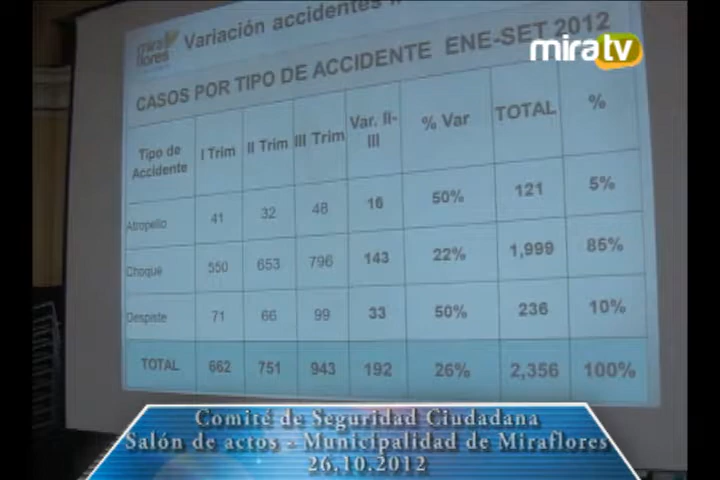 mira
flores
Variación accidentes
miratv
CASOS POR TIPO DE ACCIDENTE ENE-SET 2012
Tipo de Accidente I Trim II Trim III Trim Var. II-III % Var TOTAL %
Atropello 41 32 48 16 50% 121 5%
Choque 550 653 796 143 22% 1,999 85%
Despiste 71 66 99 33 50% 236 10%
TOTAL 662 751 943 192 26% 2,356 100%
Comité de Seguridad Ciudadana
Salón de actos - Municipalidad de Miraflores
26.10.2012